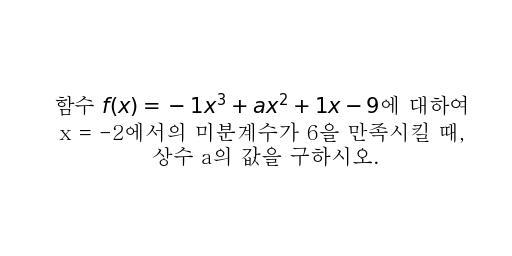 함수 f(x) = −1x³ + ax² + 1x − 9에 대하여
x = -2에서의 미분계수가 6을 만족시킬 때,
상수 a의 값을 구하시오.